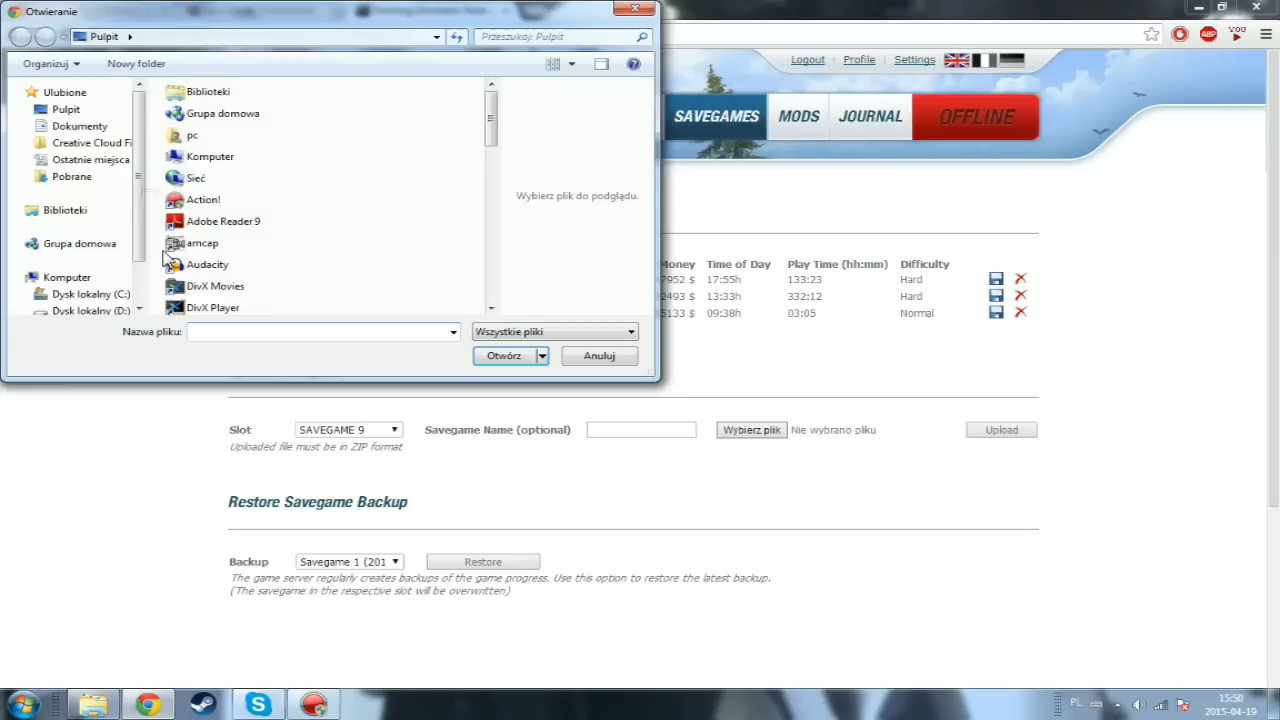 Otwieranie
Pulpit
Przeszukaj: Pulpit
Organizuj
Nowy folder
Ulubione
Pulpit
Dokumenty
Creative Cloud Fi
Ostatnie miejsca
Pobrane
Biblioteki
Grupa domowa
Komputer
Dysk lokalny (C:)
Dysk lokalny (D:)
Biblioteki
Grupa domowa
pc
Komputer
Sieć
Action!
Adobe Reader 9
amcap
Audacity
DivX Movies
DivX Player
Wybierz plik do podglądu.
Nazwa pliku:
Wszystkie pliki
Otwórz
Anuluj
ABP
YOU
Logout Profile Settings
SAVEGAMES MODS JOURNAL OFFLINE
Money Time of Day Play Time (hh:mm) Difficulty
7952 $ 17:55h 133:23 Hard
2493 $ 13:33h 332:12 Hard
5133 $ 09:38h 03:05 Normal
Slot SAVEGAME 9 Savegame Name (optional) Wybierz plik Nie wybrano pliku Upload
Uploaded file must be in ZIP format
Restore Savegame Backup
Backup Savegame 1 (201 Restore
The game server regularly creates backups of the game progress. Use this option to restore the latest backup.
(The savegame in the respective slot will be overwritten)
PL
15:50
2015-04-19